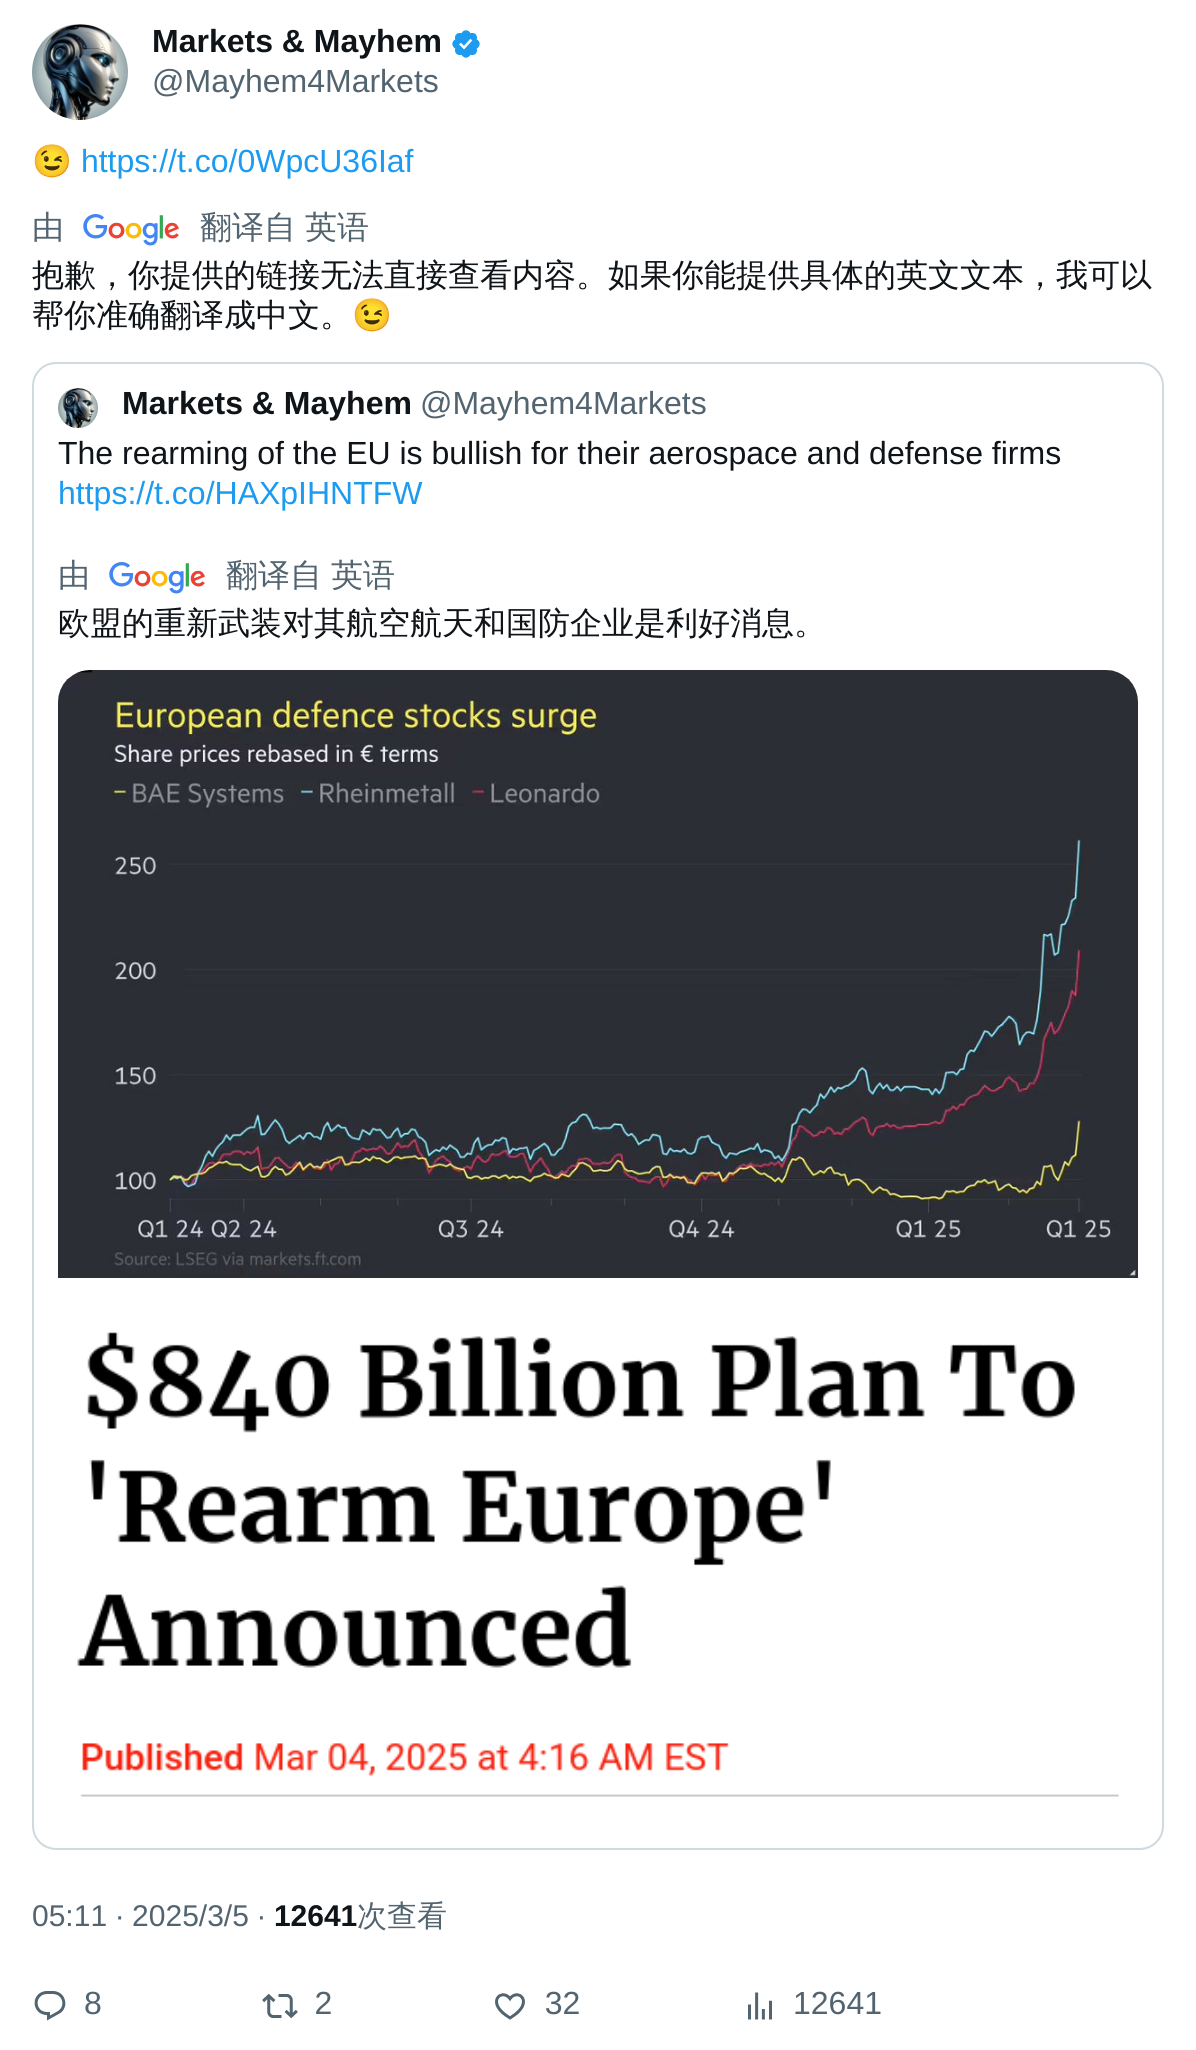 Markets & Mayhem
@Mayhem4Markets
😉 https://t.co/0WpcU36Iaf
由 Google 翻译自 英语
抱歉，你提供的链接无法直接查看内容。如果你能提供具体的英文文本，我可以
帮你准确翻译成中文。😉
Markets & Mayhem @Mayhem4Markets
The rearming of the EU is bullish for their aerospace and defense firms
https://t.co/HAXpIHNTFW
由 Google 翻译自 英语
欧盟的重新武装对其航空航天和国防企业是利好消息。
European defence stocks surge
Share prices rebased in € terms
BAE Systems Rheinmetall Leonardo
250
200
150
100
Q1 24 Q2 24 Q3 24 Q4 24 Q1 25 Q1 25
Source: LSEG via markets.ft.com
$840 Billion Plan To
'Rearm Europe'
Announced
Published Mar 04, 2025 at 4:16 AM EST
05:11 · 2025/3/5 · 12641次查看
8 2 32 12641